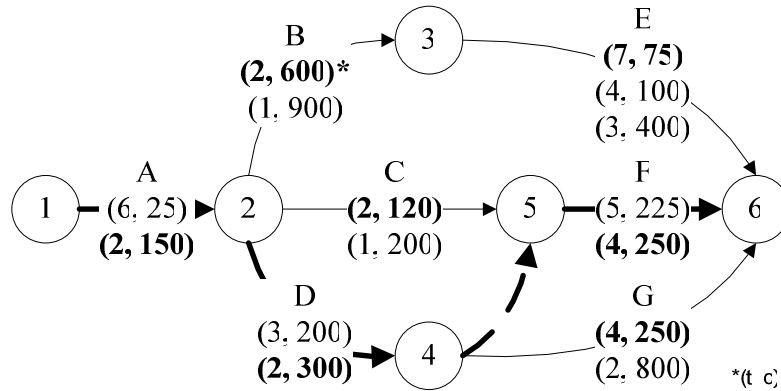 B
(2, 600)*
(1, 900)
3
E
(7, 75)
(4, 100)
(3, 400)
1
A
(6, 25)
(2, 150)
2
C
(2, 120)
(1, 200)
5
F
(5, 225)
(4, 250)
6
D
(3, 200)
(2, 300)
4
G
(4, 250)
(2, 800)
*(t c)